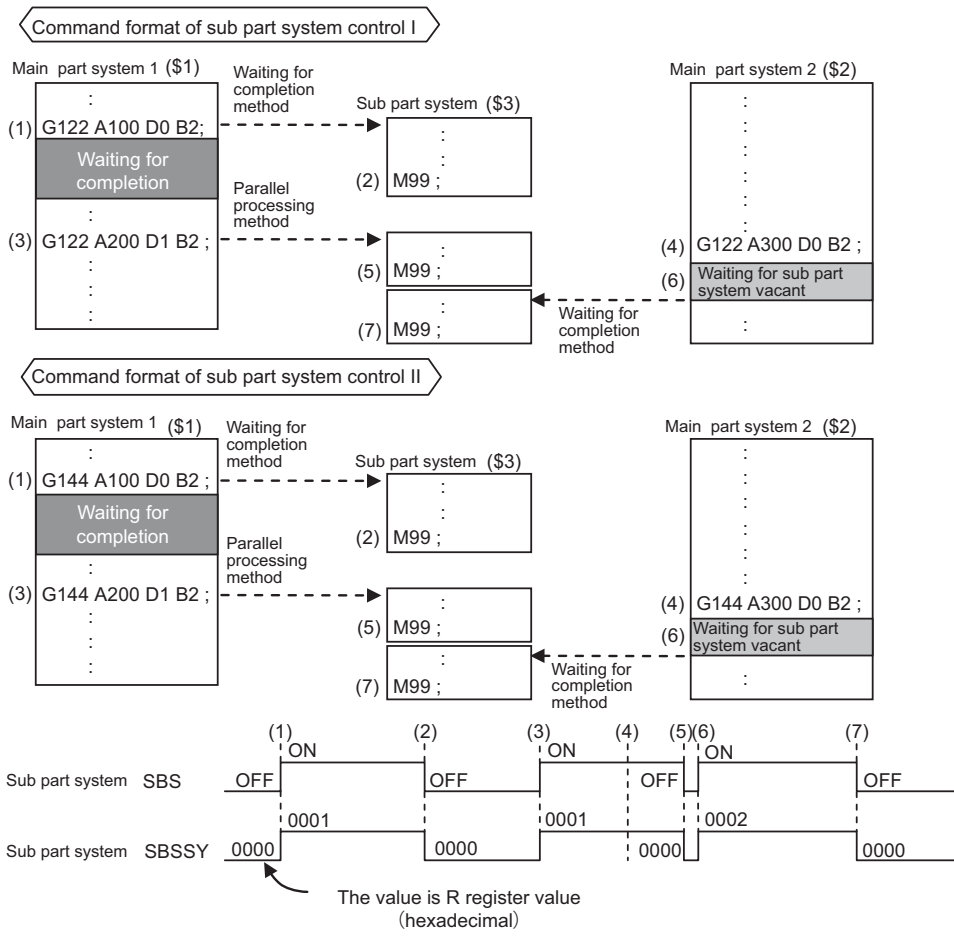 Command format of sub part system control I
Main part system 1 ($1)
Waiting for
completion
method
Sub part system ($3)
Main part system 2 ($2)
:
(1) G122 A100 D0 B2;
Waiting for
completion
:
:
(2) M99 ;
:
(3) G122 A200 D1 B2 ;
:
:
:
Parallel
processing
method
:
(5) M99 ;
(7) M99 ;
:
:
:
:
:
:
(4) G122 A300 D0 B2 ;
(6) Waiting for sub part
system vacant
:
Waiting for
completion
method
Command format of sub part system control II
Main part system 1 ($1)
Waiting for
completion
method
Sub part system ($3)
Main part system 2 ($2)
:
(1) G144 A100 D0 B2 ;
Waiting for
completion
:
:
(2) M99 ;
:
(3) G144 A200 D1 B2 ;
:
:
:
Parallel
processing
method
:
(5) M99 ;
(7) M99 ;
:
:
:
:
:
:
(4) G144 A300 D0 B2 ;
(6) Waiting for sub part
system vacant
:
Waiting for
completion
method
(1) (2) (3) (4) (5)(6) (7)
Sub part system SBS OFF ON OFF ON OFF ON OFF
Sub part system SBSSY 0000 0001 0000 0001 0000 0002 0000
The value is R register value
(hexadecimal)